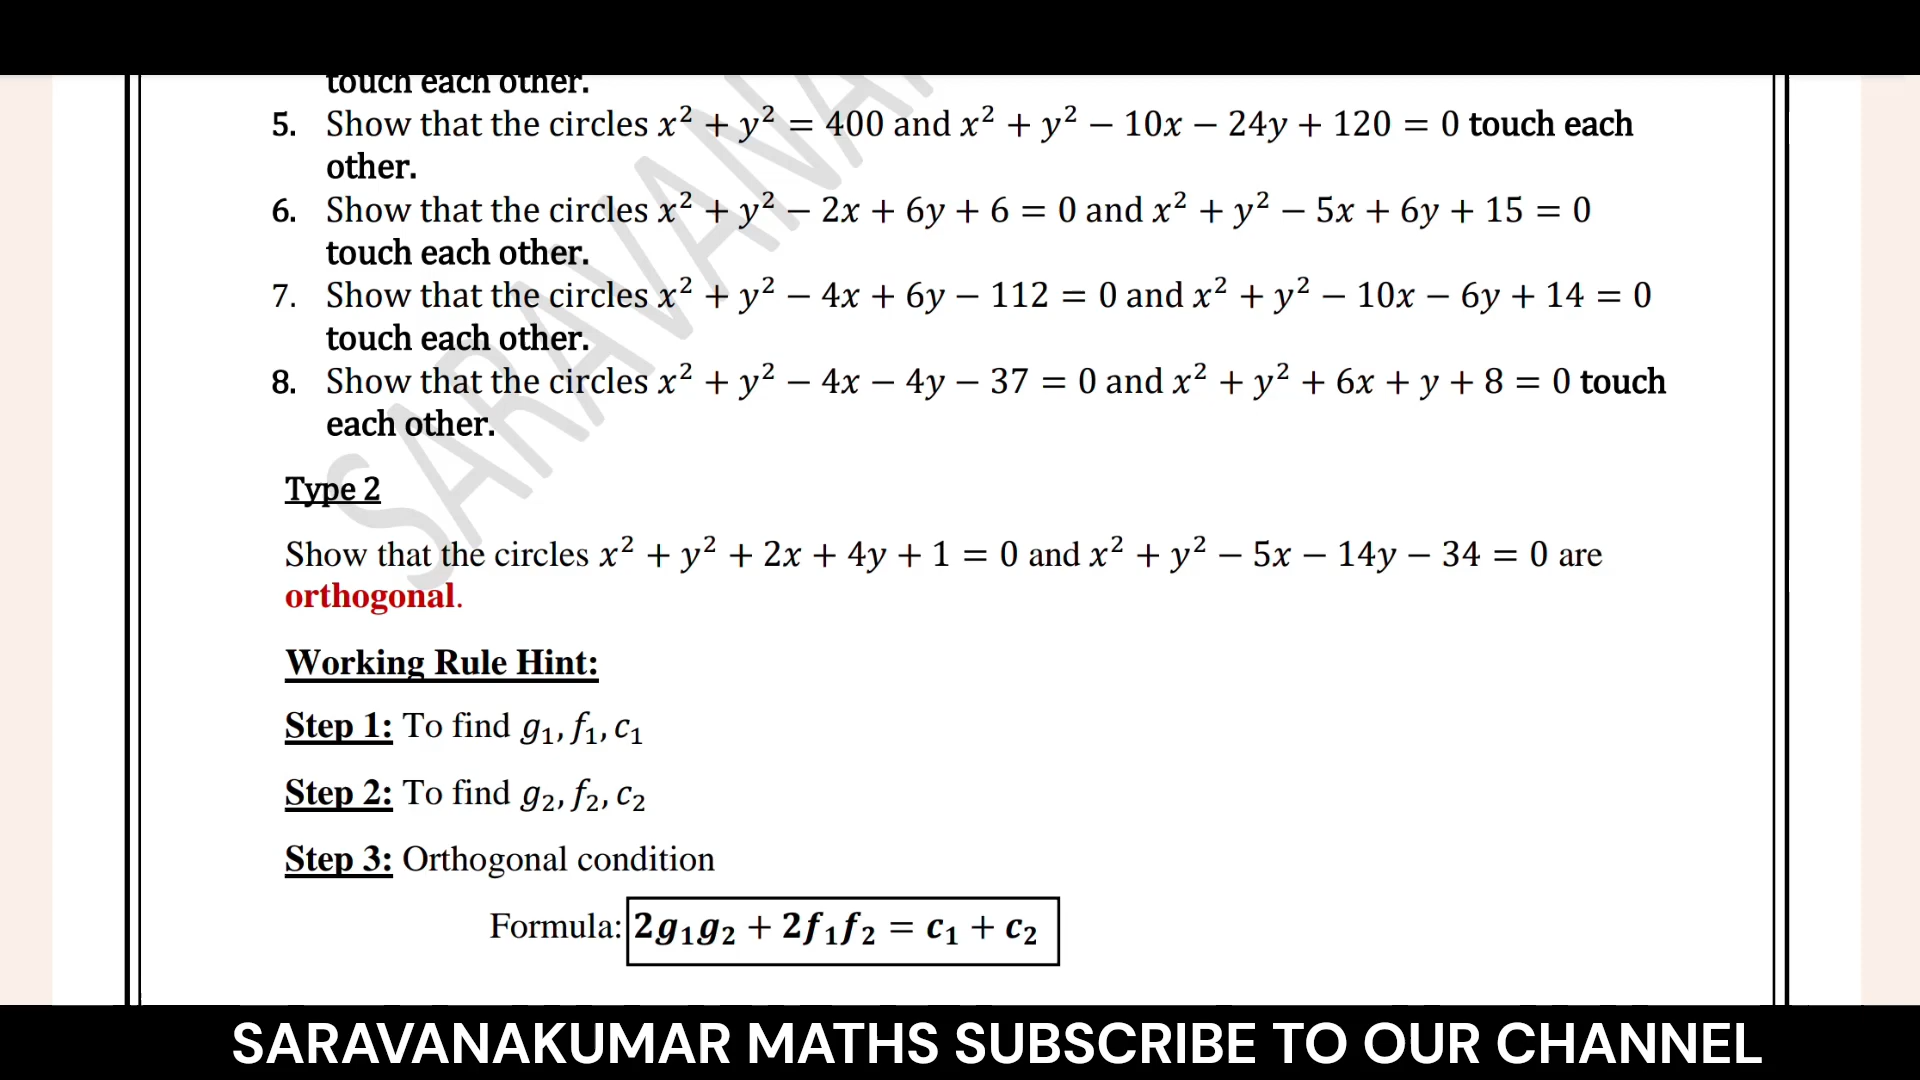 touch each other.
5. Show that the circles x² + y² = 400 and x² + y² − 10x − 24y + 120 = 0 touch each
other.
6. Show that the circles x² + y² − 2x + 6y + 6 = 0 and x² + y² − 5x + 6y + 15 = 0
touch each other.
7. Show that the circles x² + y² − 4x + 6y − 112 = 0 and x² + y² − 10x − 6y + 14 = 0
touch each other.
8. Show that the circles x² + y² − 4x − 4y − 37 = 0 and x² + y² + 6x + y + 8 = 0 touch
each other.
Type 2
Show that the circles x² + y² + 2x + 4y + 1 = 0 and x² + y² − 5x − 14y − 34 = 0 are
orthogonal.
Working Rule Hint:
Step 1: To find g₁, f₁, c₁
Step 2: To find g₂, f₂, c₂
Step 3: Orthogonal condition
Formula: 2g₁g₂ + 2f₁f₂ = c₁ + c₂
SARAVANAKUMAR MATHS SUBSCRIBE TO OUR CHANNEL